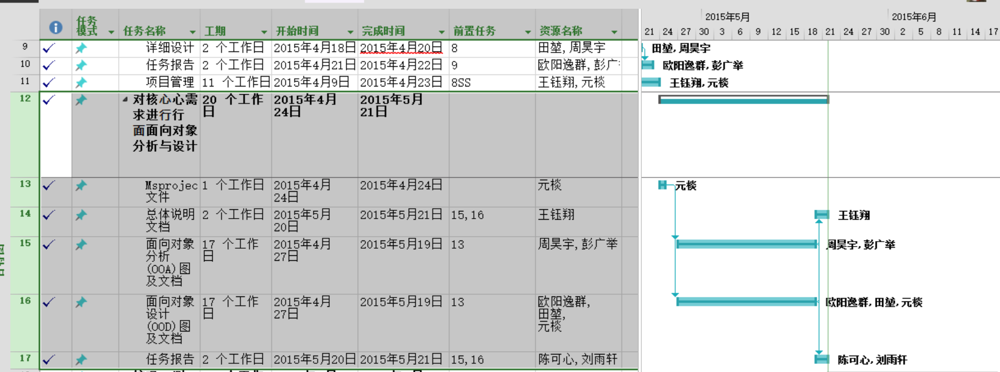 2015年5月 2015年6月
任务
模式 任务名称 工期 开始时间 完成时间 前置任务 资源名称 21 24 27 30 3 6 9 12 15 18 21 24 27 30 2 5 8 11 14 17
9 详细设计 2 个工作日 2015年4月18日 2015年4月20日 8 田堃,周昊宇 田堃,周昊宇
10 任务报告 2 个工作日 2015年4月21日 2015年4月22日 9 欧阳逸群,彭广 欧阳逸群,彭广举
11 项目管理 11 个工作日 2015年4月9日 2015年4月23日 8SS 王钰翔,元棪 王钰翔,元棪
12 对核心心需 20 个工作 2015年4月 2015年5月
求进行行 日 24日 21日
面面向对象
分析与设计
13 Msprojec 1 个工作日 2015年4月 2015年4月24日 元棪 元棪
文件 24日
14 总体说明 2 个工作日 2015年5月 2015年5月21日 15,16 王钰翔 王钰翔
文档 20日
15 面向对象 17 个工作 2015年4月 2015年5月19日 13 周昊宇,彭广举 周昊宇,彭广举
分析 日 27日
(OOA)图
及文档
16 面向对象 17 个工作 2015年4月 2015年5月19日 13 欧阳逸群, 欧阳逸群,田堃,元棪
设计 日 27日 田堃,
(OOD)图 元棪
及文档
17 任务报告 2 个工作日 2015年5月20日 2015年5月21日 15,16 陈可心,刘雨轩 陈可心,刘雨轩